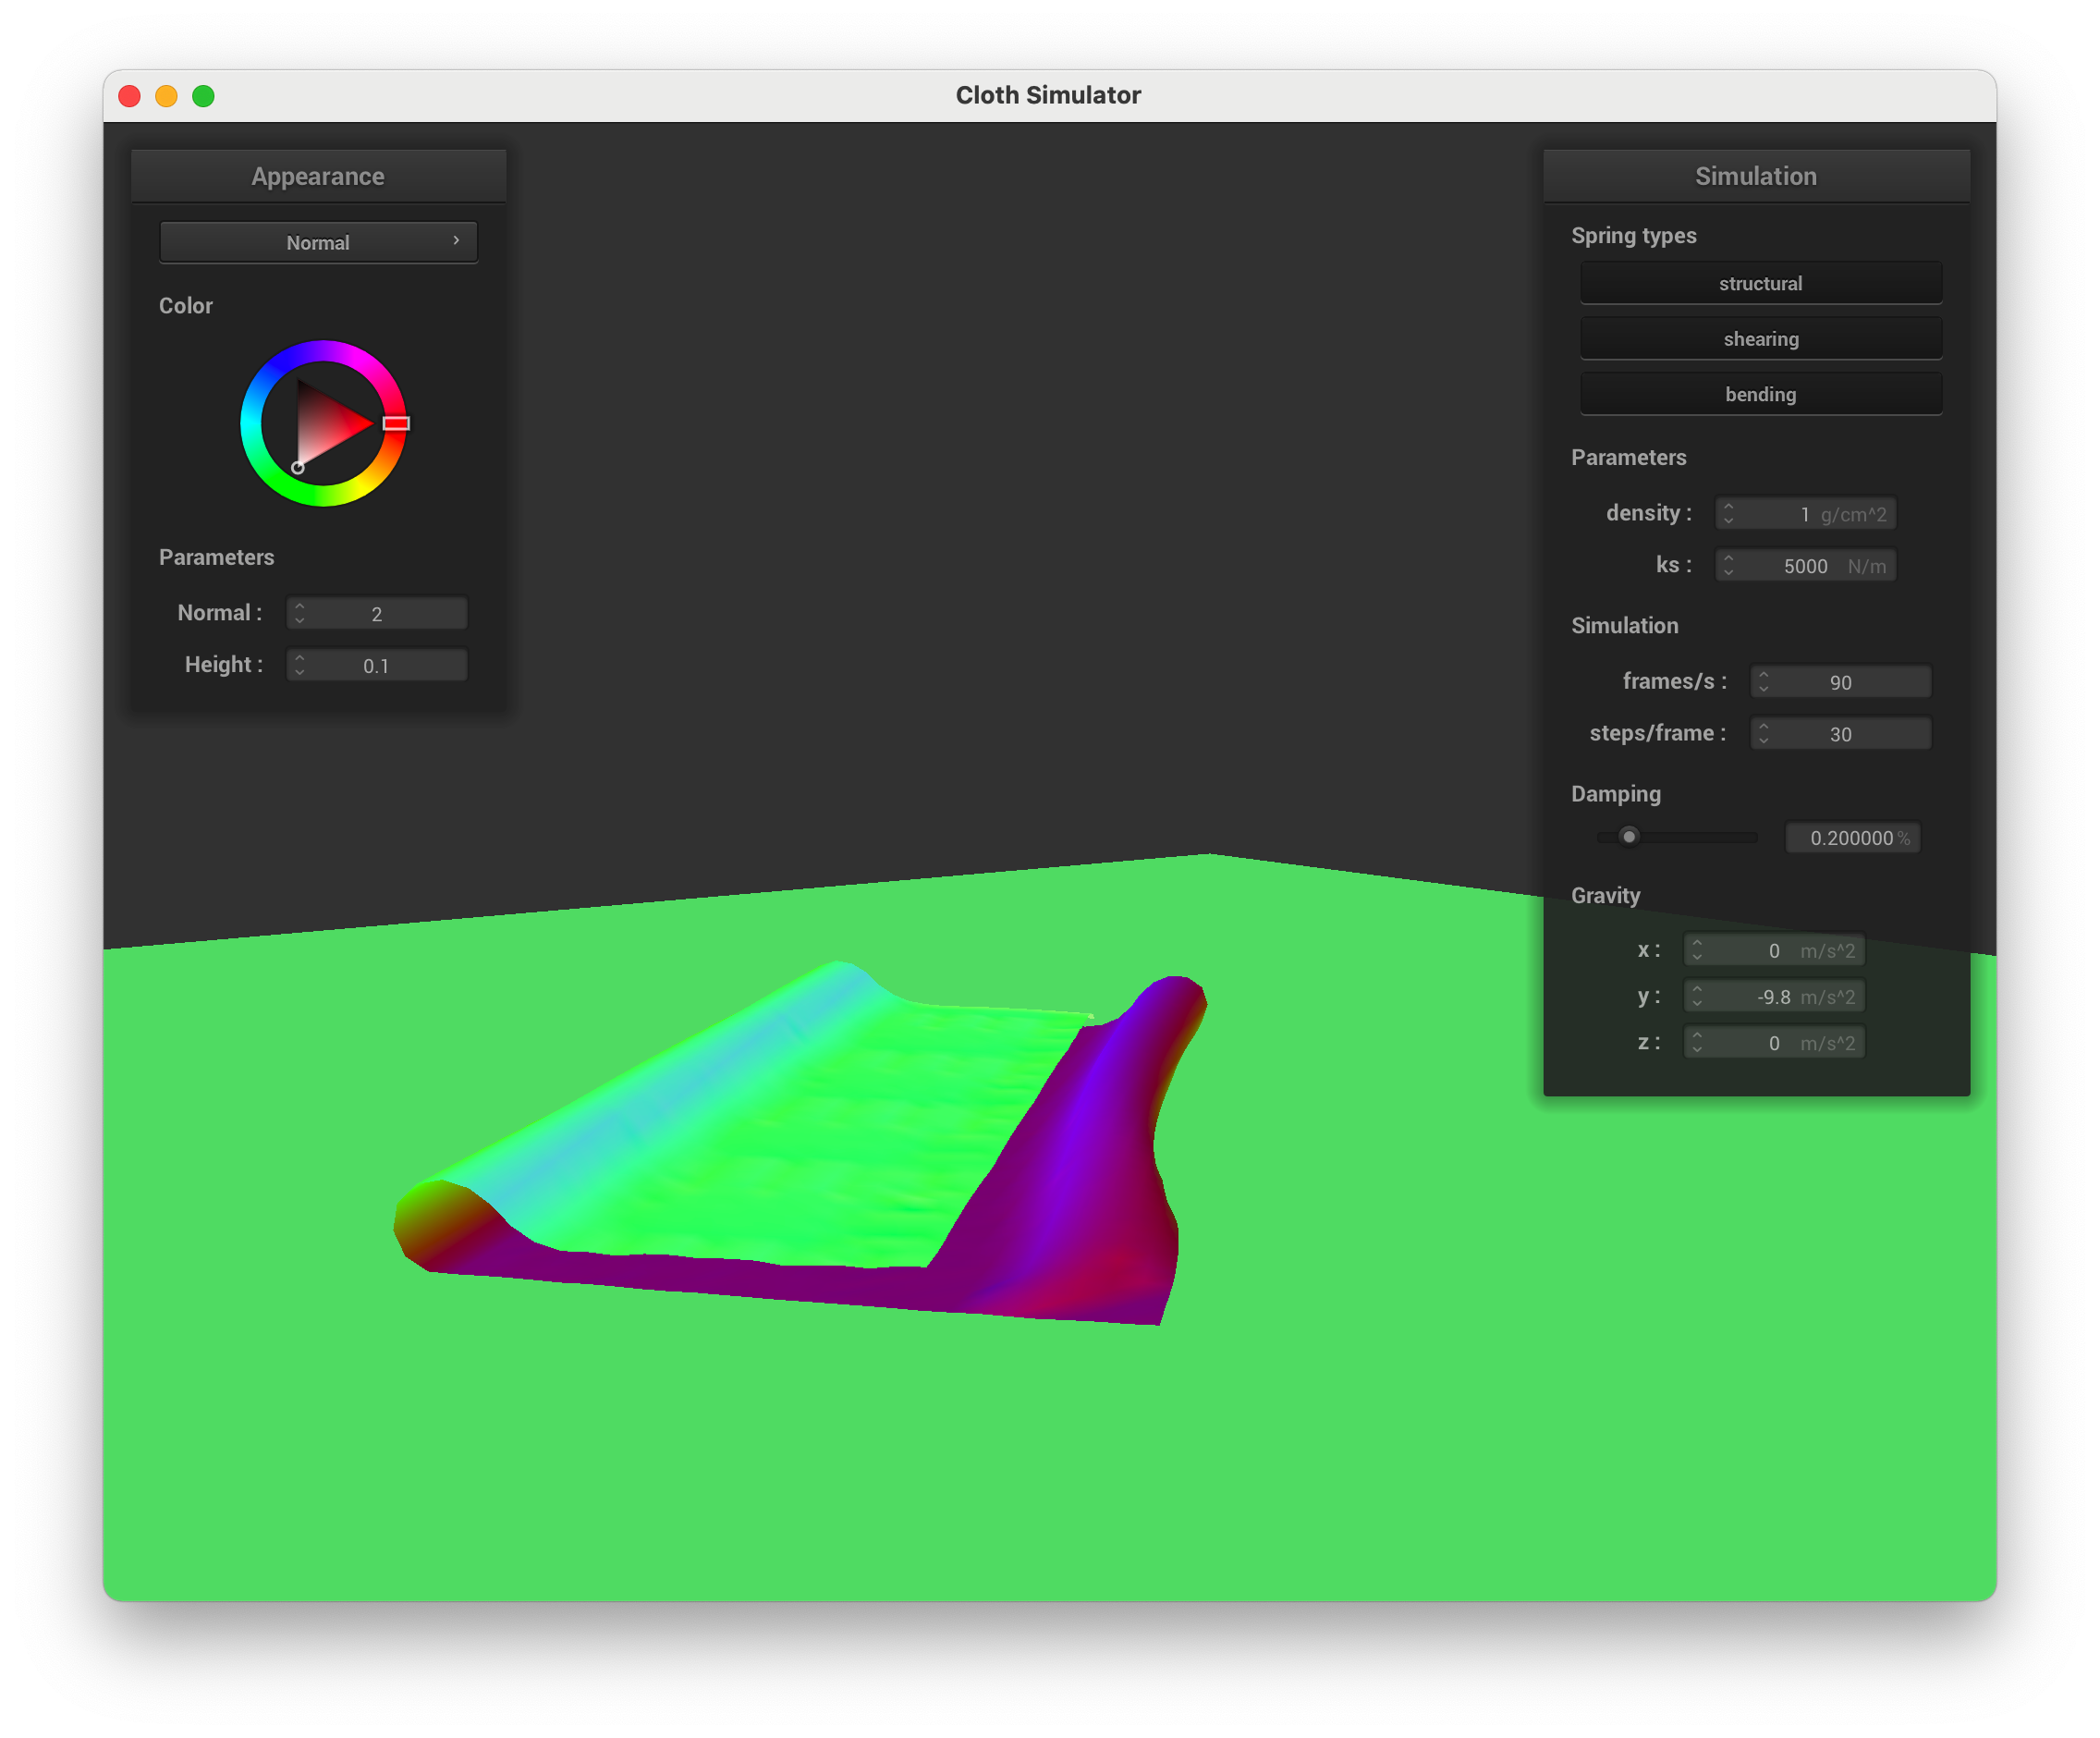 Cloth Simulator
Appearance
Normal
Color
Parameters
Normal :
2
Height :
0.1
Simulation
Spring types
structural
shearing
bending
Parameters
density :
1 g/cm^2
ks :
5000 N/m
Simulation
frames/s :
90
steps/frame :
30
Damping
0.200000 %
Gravity
x :
0 m/s^2
y :
-9.8 m/s^2
z :
0 m/s^2